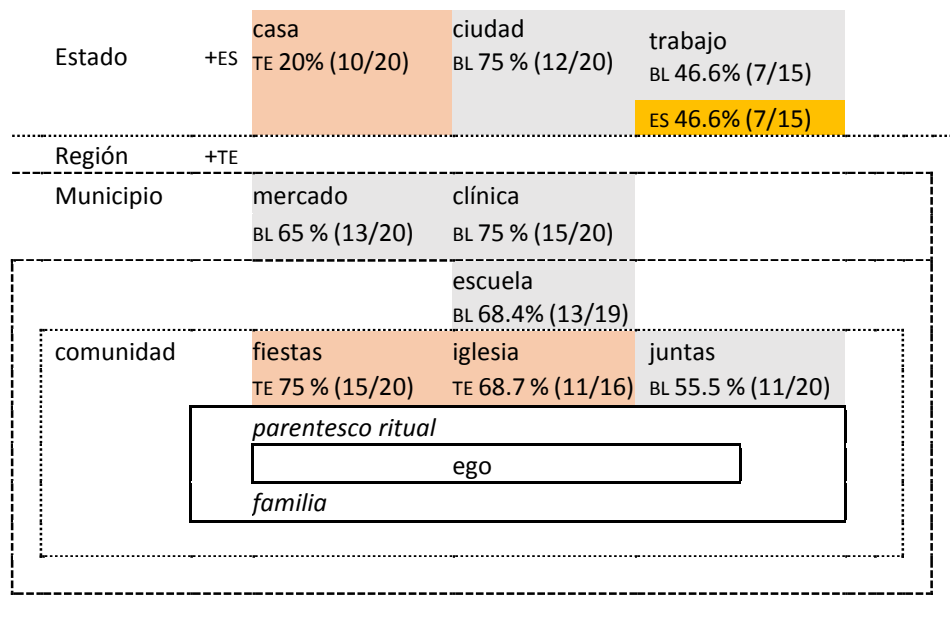 casa ciudad
Estado +ES TE 20% (10/20) BL 75 % (12/20) trabajo
BL 46.6% (7/15)
ES 46.6% (7/15)
Región +TE
Municipio mercado clínica
BL 65 % (13/20) BL 75 % (15/20)
escuela
BL 68.4% (13/19)
comunidad fiestas iglesia juntas
TE 75 % (15/20) TE 68.7 % (11/16) BL 55.5 % (11/20)
parentesco ritual
ego
familia